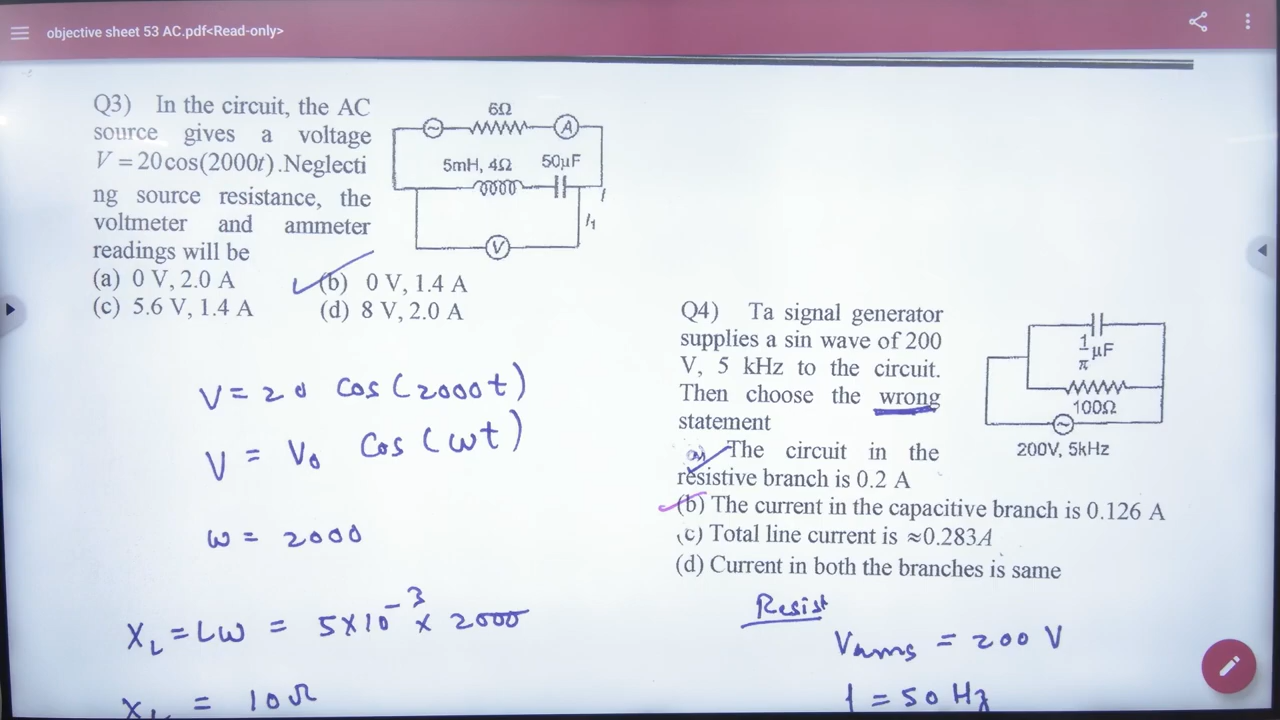 objective sheet 53 AC.pdf<Read-only>
Q3) In the circuit, the AC
source gives a voltage
V = 20 cos(2000t) .Neglecti
ng source resistance, the
voltmeter and ammeter
readings will be
(a) 0 V, 2.0 A
(b) 0 V, 1.4 A
(c) 5.6 V, 1.4 A
(d) 8 V, 2.0 A
6Ω
A
5mH, 4Ω 50μF
I1
V
V = 20 cos(2000t)
V = V0 cos(ωt)
ω = 2000
XL = Lω = 5×10-3 × 2000
XL = 10Ω
Q4) Ta signal generator
supplies a sin wave of 200
V, 5 kHz to the circuit.
Then choose the wrong
statement
(a) The circuit in the
resistive branch is 0.2 A
(b) The current in the capacitive branch is 0.126 A
(c) Total line current is ≈0.283A
(d) Current in both the branches is same
1/π μF
100Ω
200V, 5kHz
Resist
Vrms = 200 V
f = 50 Hz